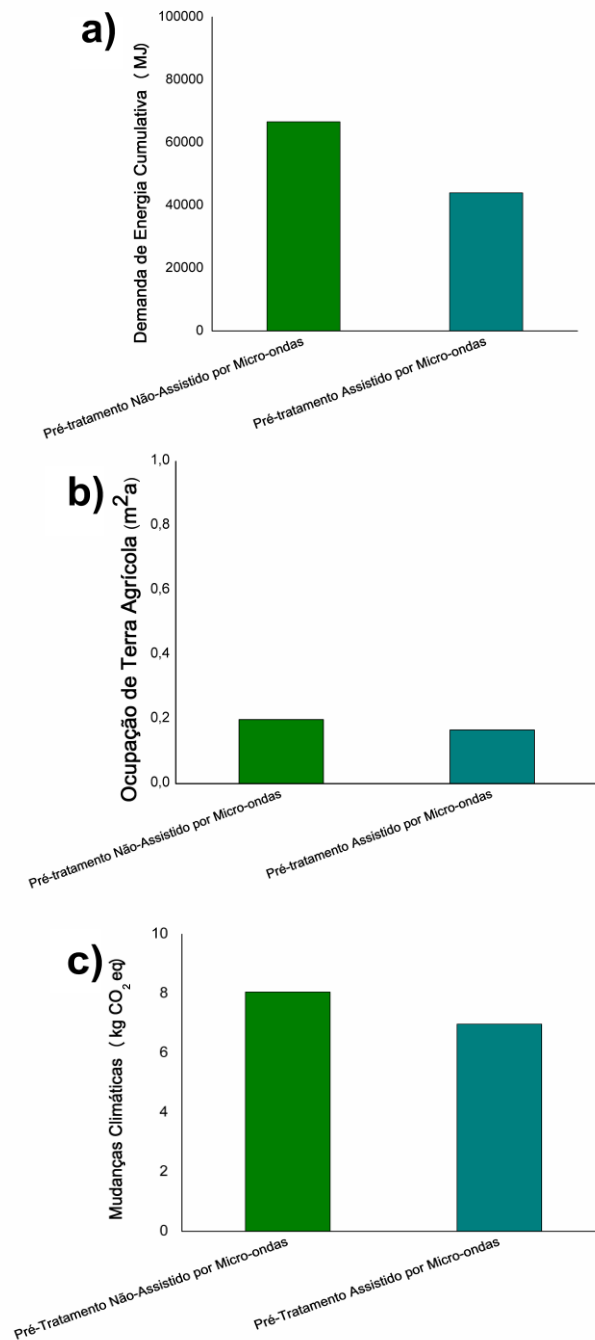 a)
Demanda de Energia Cumulativa ( MJ)
100000
80000
60000
40000
20000
0
Pré-tratamento Não-Assistido por Micro-ondas
Pré-tratamento Assistido por Micro-ondas
b)
Ocupação de Terra Agrícola (m²a)
1,0
0,8
0,6
0,4
0,2
0,0
Pré-tratamento Não-Assistido por Micro-ondas
Pré-tratamento Assistido por Micro-ondas
c)
Mudanças Climáticas ( kg CO₂ eq)
10
8
6
4
2
0
Pré-Tratamento Não-Assistido por Micro-ondas
Pré-Tratamento Assistido por Micro-ondas